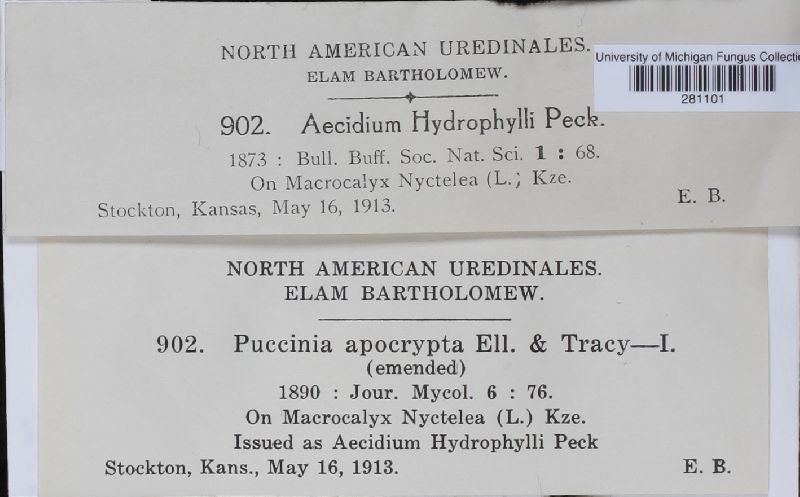 NORTH AMERICAN UREDINALES.
ELAM BARTHOLOMEW.
University of Michigan Fungus Collectio
281101
902. Aecidium Hydrophylli Peck.
1873 : Bull. Buff. Soc. Nat. Sci. 1 : 68.
On Macrocalyx Nyctelea (L.; Kze.
Stockton, Kansas, May 16, 1913. E. B.
NORTH AMERICAN UREDINALES.
ELAM BARTHOLOMEW.
902. Puccinia apocrypta Ell. & Tracy—I.
(emended)
1890 : Jour. Mycol. 6 : 76.
On Macrocalyx Nyctelea (L.) Kze.
Issued as Aecidium Hydrophylli Peck
Stockton, Kans., May 16, 1913. E. B.